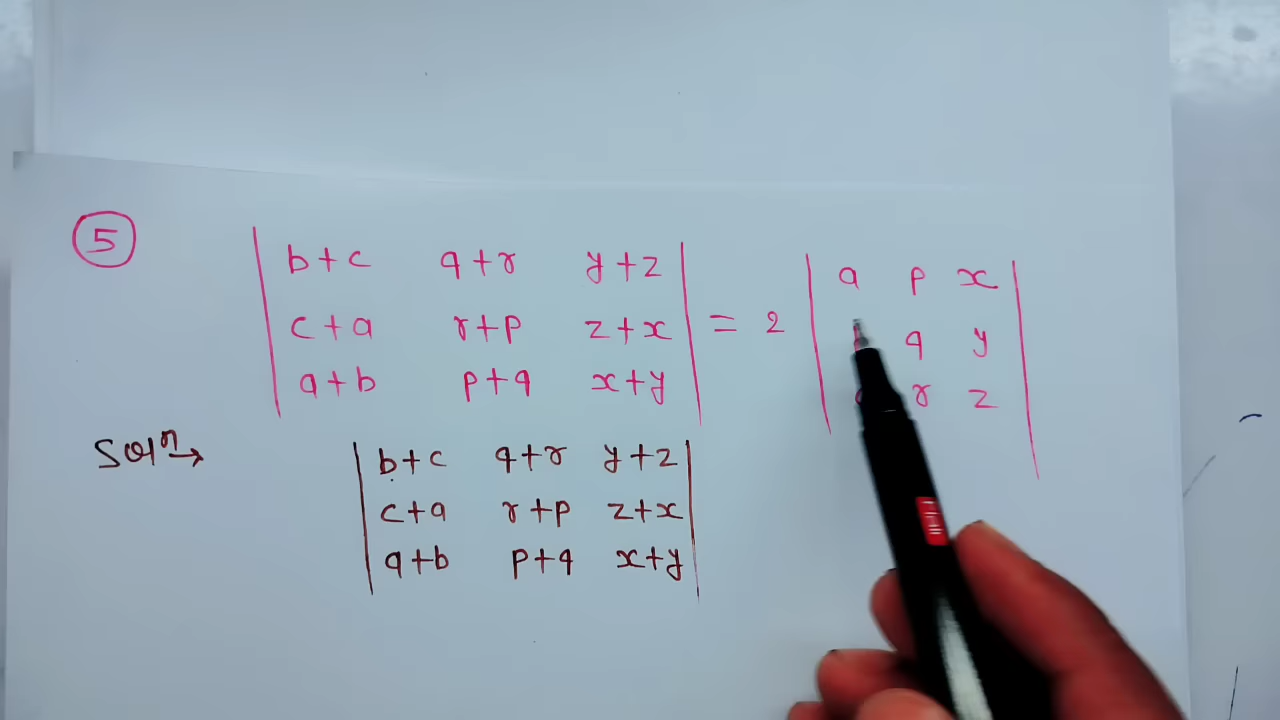 5 | b+c q+r y+z |
| c+a r+p z+x | = 2 | a p x |
| a+b p+q x+y | | q y |
| r z |
Solⁿ→ | b+c q+r y+z |
| c+a r+p z+x |
| a+b p+q x+y |